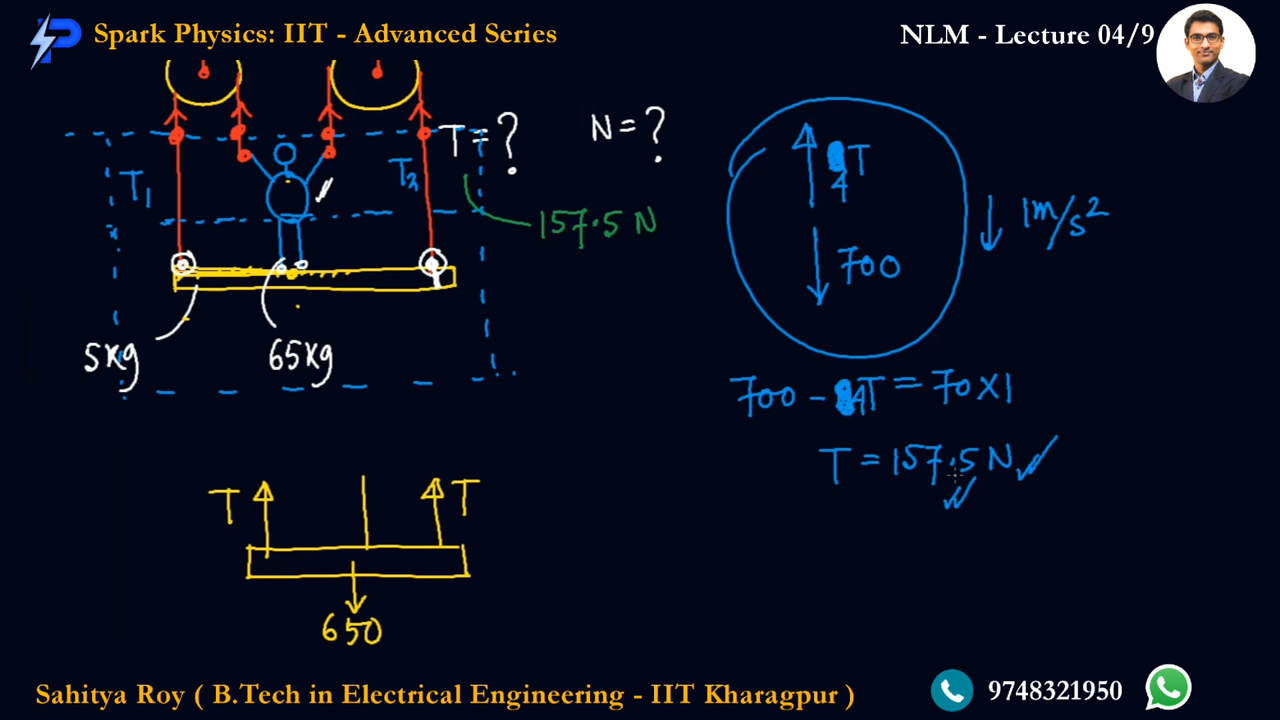 Spark Physics: IIT - Advanced Series
NLM - Lecture 04/9
T = ?
N = ?
T₁
T₂
157.5 N
5kg
65kg
4T
700
1m/s²
700 - 4T = 70×1
T = 157.5 N
T
T
650
Sahitya Roy ( B.Tech in Electrical Engineering - IIT Kharagpur )
9748321950